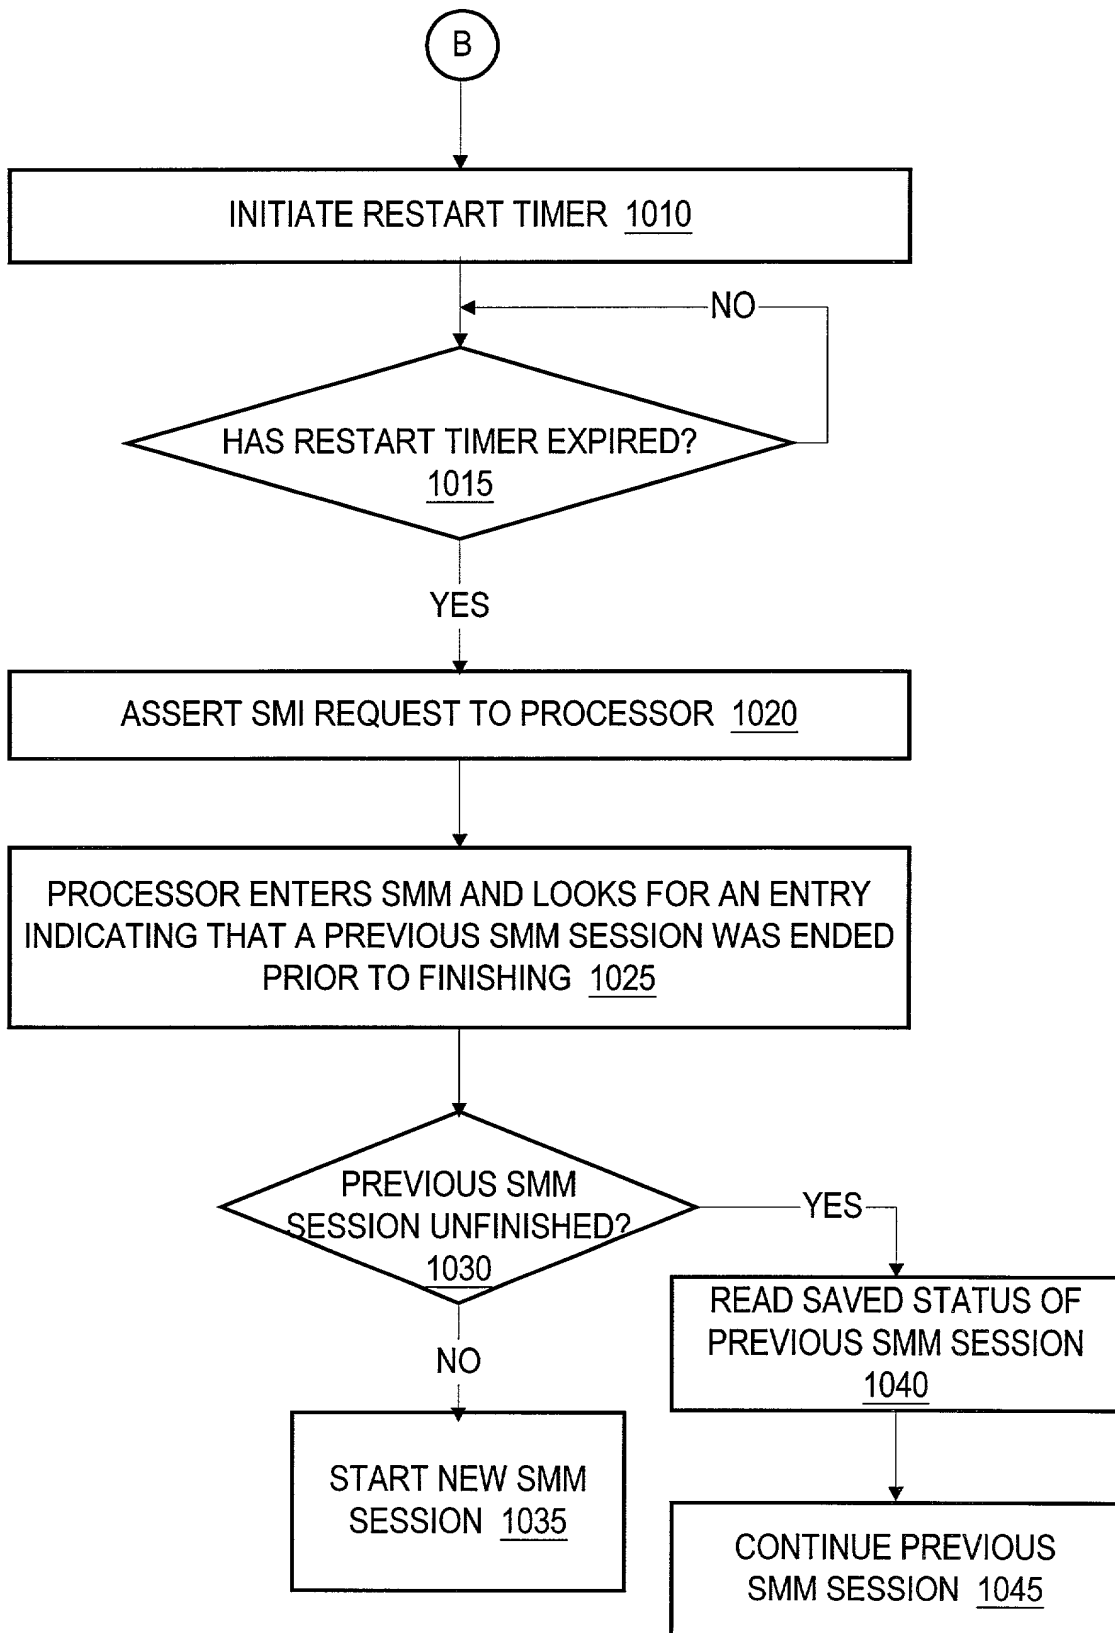 B
INITIATE RESTART TIMER 1010
NO
HAS RESTART TIMER EXPIRED?
1015
YES
ASSERT SMI REQUEST TO PROCESSOR 1020
PROCESSOR ENTERS SMM AND LOOKS FOR AN ENTRY
INDICATING THAT A PREVIOUS SMM SESSION WAS ENDED
PRIOR TO FINISHING 1025
PREVIOUS SMM
SESSION UNFINISHED?
1030
YES
READ SAVED STATUS OF
PREVIOUS SMM SESSION
1040
NO
START NEW SMM
SESSION 1035
CONTINUE PREVIOUS
SMM SESSION 1045